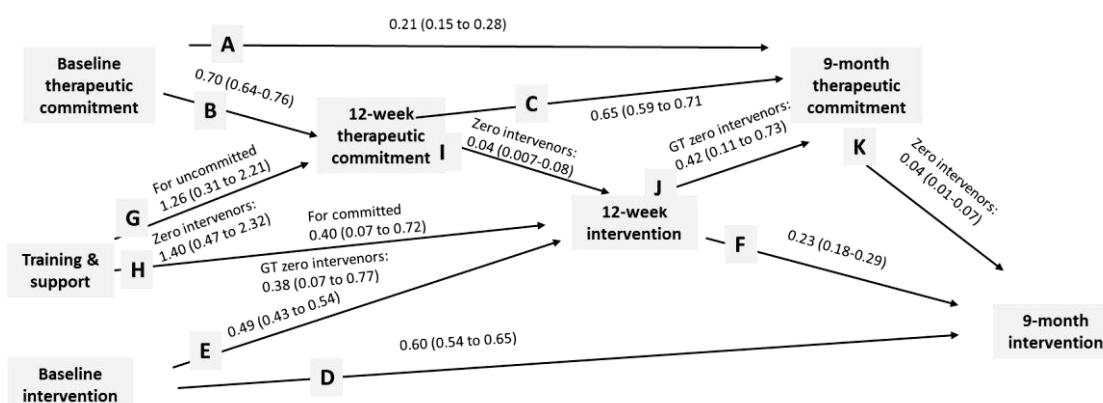 0.21 (0.15 to 0.28)
A
Baseline
therapeutic
commitment
9-month
therapeutic
commitment
0.70 (0.64-0.76)
B
12-week
therapeutic
commitment
C
0.65 (0.59 to 0.71
I
Zero intervenors:
0.04 (0.007-0.08)
GT zero intervenors:
0.42 (0.11 to 0.73)
J
K
Zero intervenors:
0.04 (0.01-0.07)
For uncommitted
1.26 (0.31 to 2.21)
G
Zero intervenors:
1.40 (0.47 to 2.32)
For committed
0.40 (0.07 to 0.72)
12-week
intervention
Training &
support
H
GT zero intervenors:
0.38 (0.07 to 0.77)
F
0.23 (0.18-0.29)
0.49 (0.43 to 0.54)
E
0.60 (0.54 to 0.65)
9-month
intervention
Baseline
intervention
D